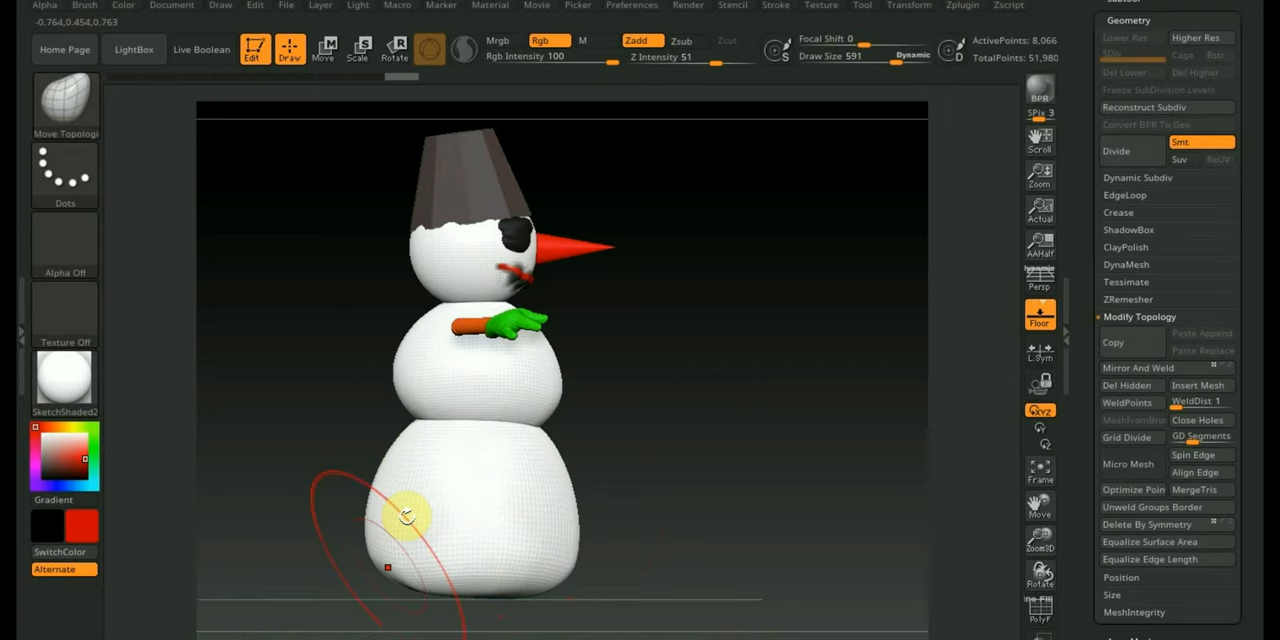 Alpha Brush Color Document Draw Edit File Layer Light Macro Marker Material Movie Picker Preferences Render Stencil Stroke Texture Tool Transform Zplugin Zscript
-0.764,0.454,0.763
Home Page
LightBox
Live Boolean
Edit
Draw
Move
Scale
Rotate
Mrgb Rgb M
Rgb Intensity 100
Zadd Zsub Zcut
Z Intensity 51
Focal Shift 0
Draw Size 591
Dynamic
ActivePoints: 8,066
TotalPoints: 51,980
Move Topologi
Dots
Alpha Off
Texture Off
SketchShaded2
Gradient
SwitchColor
Alternate
BPR
SPix 3
Scroll
Zoom
Actual
AAHalf
Dynamic
Persp
Floor
L.Sym
XYZ
Frame
Move
Zoom3D
Rotate
PolyF
Geometry
Lower Res Higher Res
SDiv Cage Rstr
Del Lower Del Higher
Freeze SubDivision Levels
Reconstruct Subdiv
Convert BPR To Geo
Divide
Smt
Suv ReUV
Dynamic Subdiv
EdgeLoop
Crease
ShadowBox
ClayPolish
DynaMesh
Tessimate
ZRemesher
Modify Topology
Copy
Paste Append
Paste Replace
Mirror And Weld
Del Hidden Insert Mesh
WeldPoints WeldDist 1
MeshFromBru Close Holes
Grid Divide GD Segments
Micro Mesh
Spin Edge
Align Edge
Optimize Poin MergeTris
Unweld Groups Border
Delete By Symmetry
Equalize Surface Area
Equalize Edge Length
Position
Size
MeshIntegrity